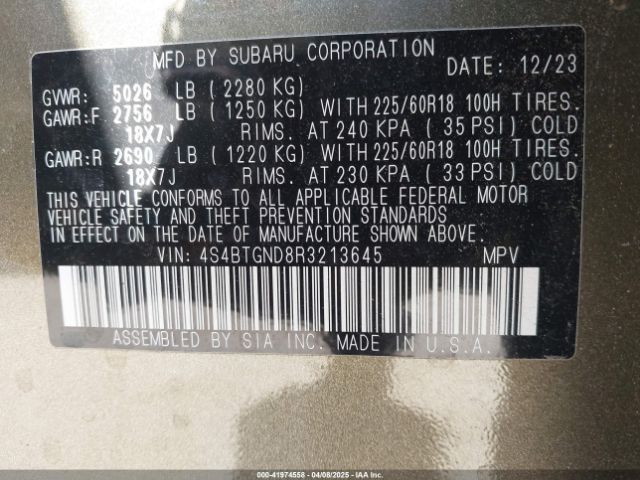 MFD BY SUBARU CORPORATION
DATE: 12/23
GVWR: 5026 LB ( 2280 KG)
GAWR:F 2756 LB ( 1250 KG) WITH 225/60R18 100H TIRES.
18X7J RIMS. AT 240 KPA ( 35 PSI) COLD
GAWR:R 2690 LB ( 1220 KG) WITH 225/60R18 100H TIRES.
18X7J RIMS. AT 230 KPA ( 33 PSI) COLD
THIS VEHICLE CONFORMS TO ALL APPLICABLE FEDERAL MOTOR
VEHICLE SAFETY AND THEFT PREVENTION STANDARDS
IN EFFECT ON THE DATE OF MANUFACTURE SHOWN ABOVE.
VIN: 4S4BTGND8R3213645 MPV
ASSEMBLED BY SIA INC. MADE IN U.S.A.
000-41974558 - 04/08/2025 - IAAI.com